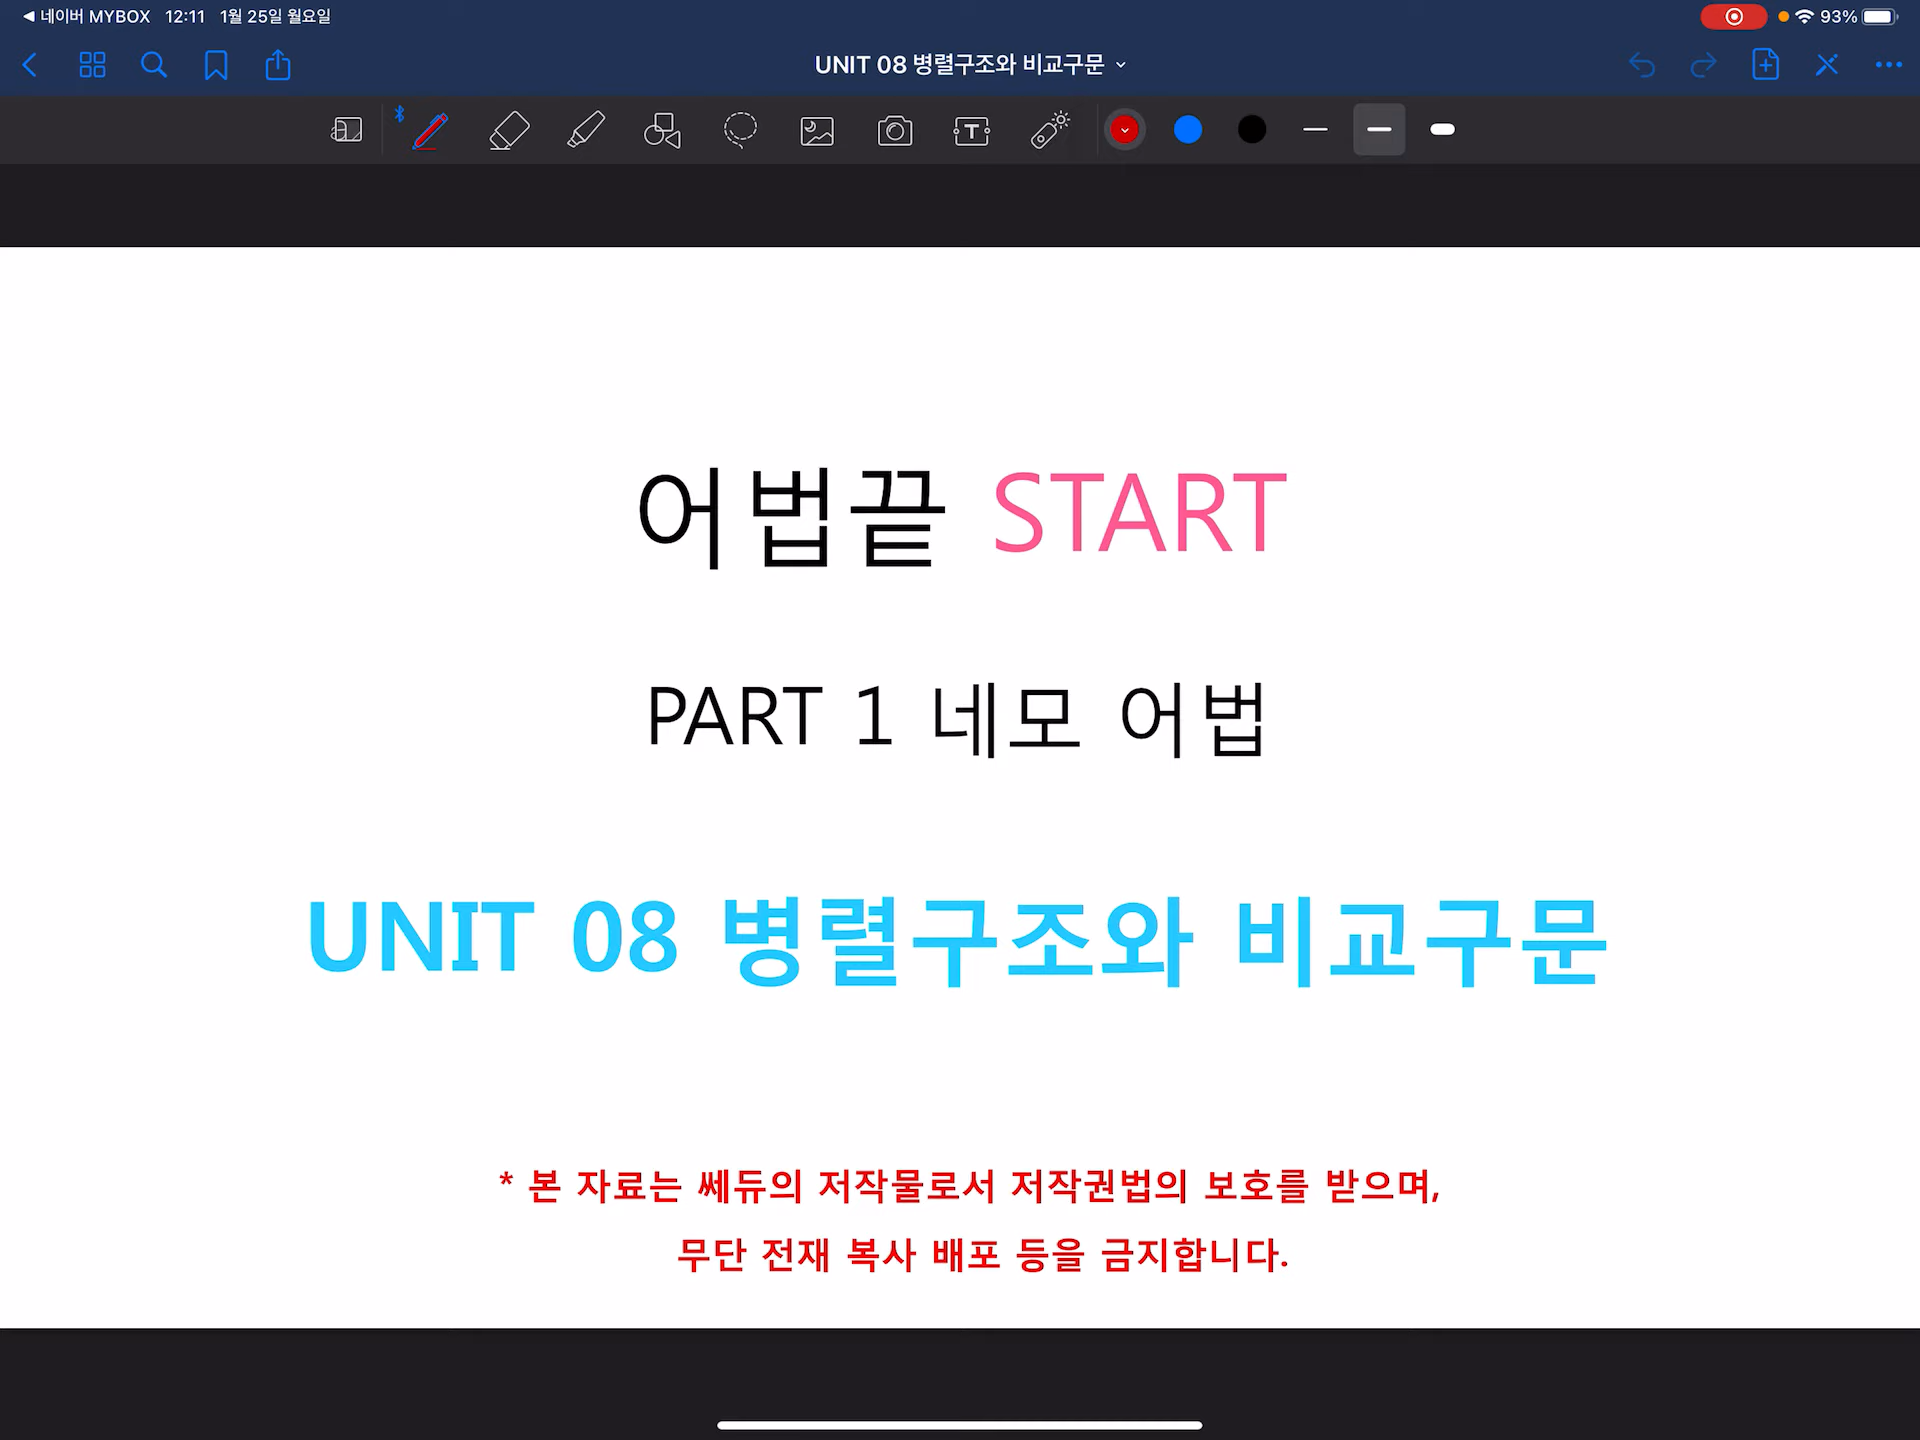 ◀ 네이버 MYBOX 12:11 1월 25일 월요일 93%
UNIT 08 병렬구조와 비교구문
T
어법끝 START
PART 1 네모 어법
UNIT 08 병렬구조와 비교구문
* 본 자료는 쎄듀의 저작물로서 저작권법의 보호를 받으며,
무단 전재 복사 배포 등을 금지합니다.